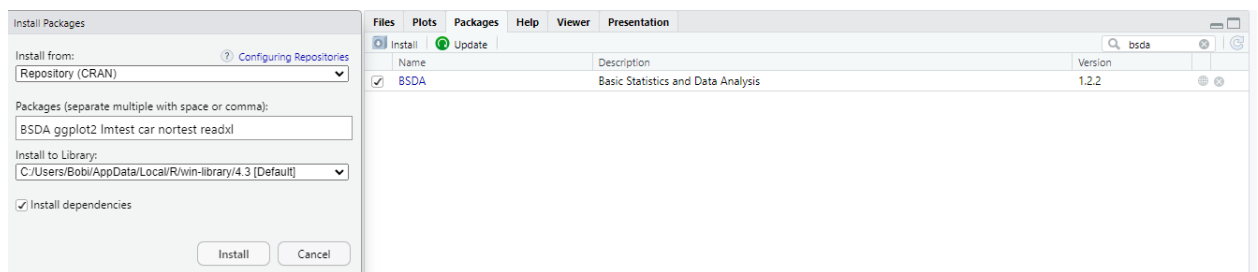 Install Packages
Install from:
? Configuring Repositories
Repository (CRAN)
Packages (separate multiple with space or comma):
BSDA ggplot2 lmtest car nortest readxl
Install to Library:
C:/Users/Bobi/AppData/Local/R/win-library/4.3 [Default]
Install dependencies
Install Cancel
Files Plots Packages Help Viewer Presentation
Install Update bsda
Name Description Version
BSDA Basic Statistics and Data Analysis 1.2.2